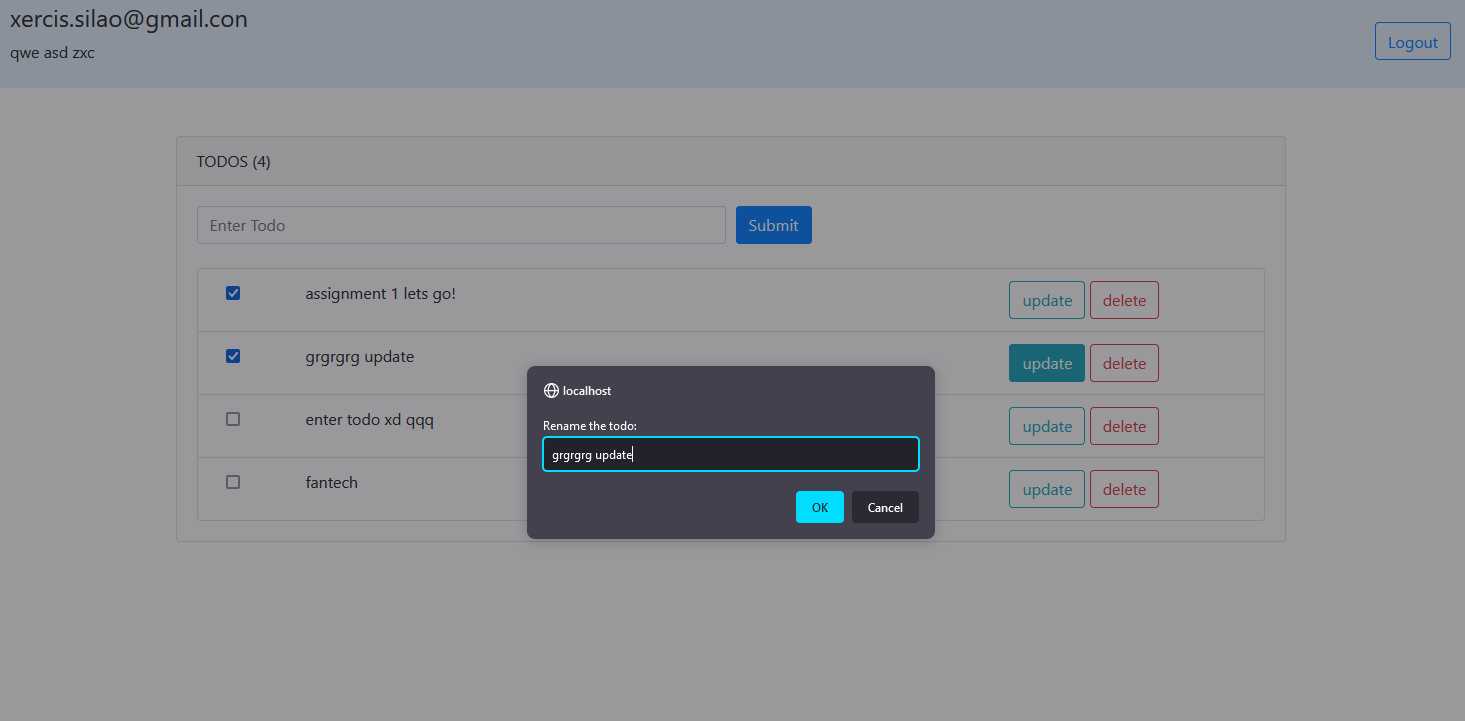 xercis.silao@gmail.con
qwe asd zxc
Logout
TODOS (4)
Enter Todo
Submit
assignment 1 lets go!
update delete
grgrgrg update
update delete
enter todo xd qqq
update delete
fantech
update delete
localhost
Rename the todo:
grgrgrg update
OK Cancel